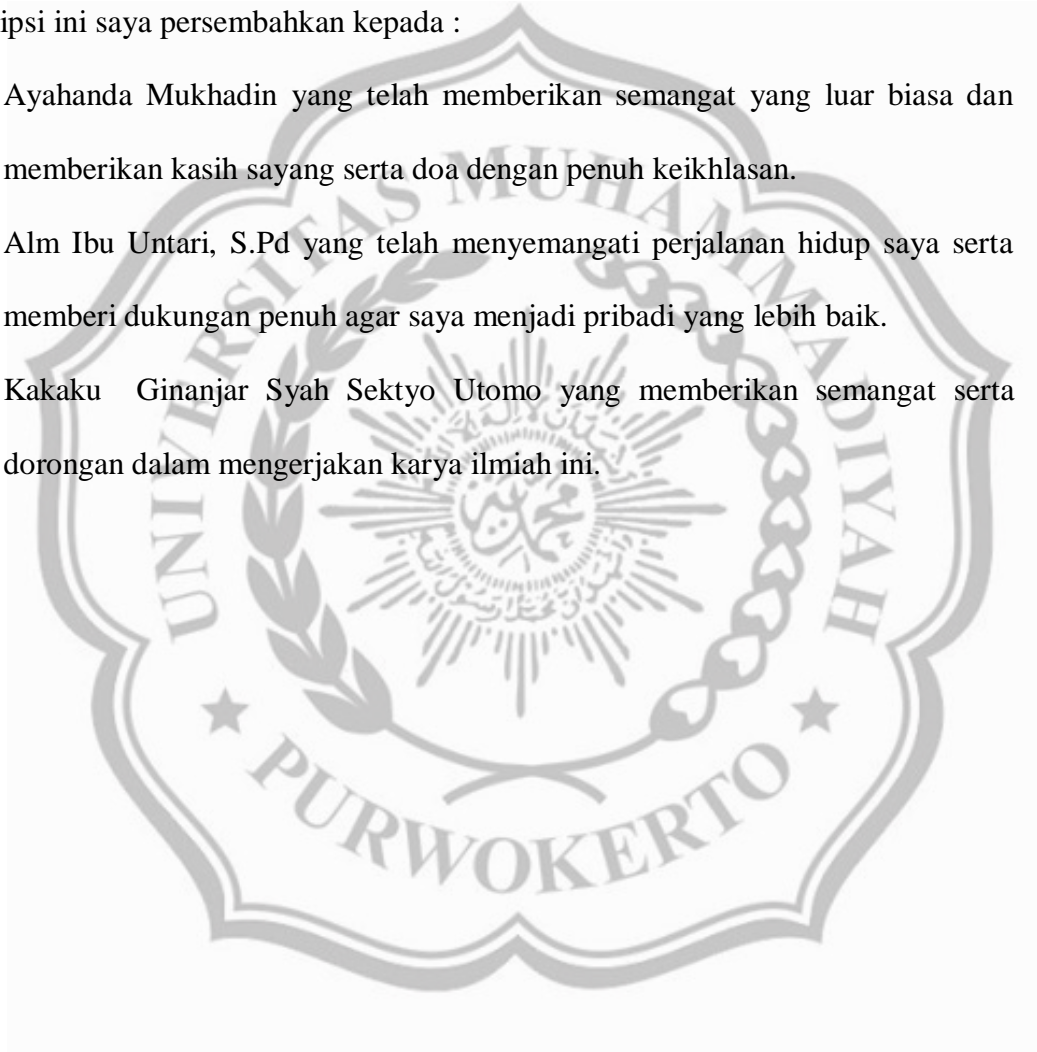 ipsi ini saya persembahkan kepada :
Ayahanda Mukhadin yang telah memberikan semangat yang luar biasa dan
memberikan kasih sayang serta doa dengan penuh keikhlasan.
Alm Ibu Untari, S.Pd yang telah menyemangati perjalanan hidup saya serta
memberi dukungan penuh agar saya menjadi pribadi yang lebih baik.
Kakaku Ginanjar Syah Sektyo Utomo yang memberikan semangat serta
dorongan dalam mengerjakan karya ilmiah ini.
UNIVERSITAS MUHAMMADIYAH
PURWOKERTO